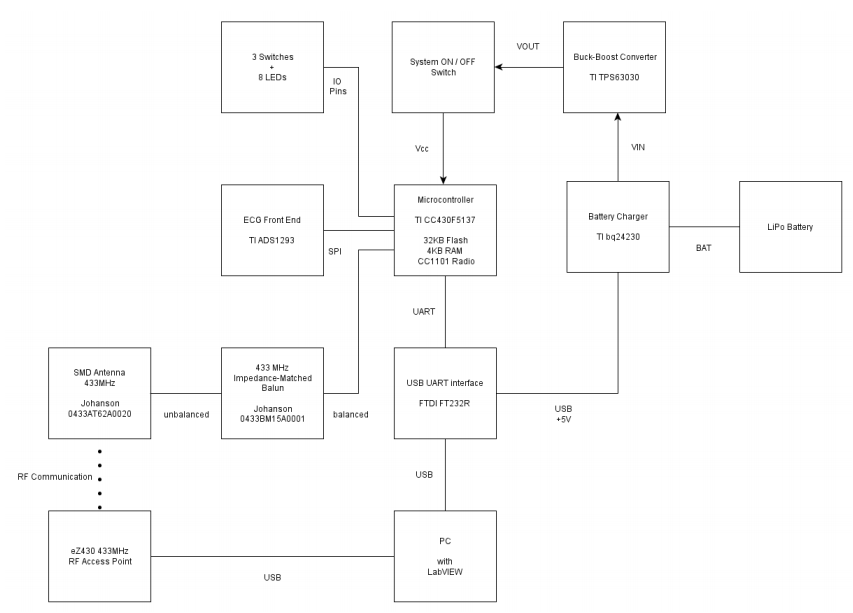 3 Switches
+
8 LEDs
IO
Pins
System ON / OFF
Switch
VOUT
Buck-Boost Converter
TI TPS63030
Vcc
VIN
ECG Front End
TI ADS1293
SPI
Microcontroller
TI CC430F5137
32KB Flash
4KB RAM
CC1101 Radio
Battery Charger
TI bq24230
BAT
LiPo Battery
UART
SMD Antenna
433MHz
Johanson
0433AT62A0020
unbalanced
433 MHz
Impedance-Matched
Balun
Johanson
0433BM15A0001
balanced
USB UART interface
FTDI FT232R
USB
+5V
RF Communication
USB
eZ430 433MHz
RF Access Point
USB
PC
with
LabVIEW